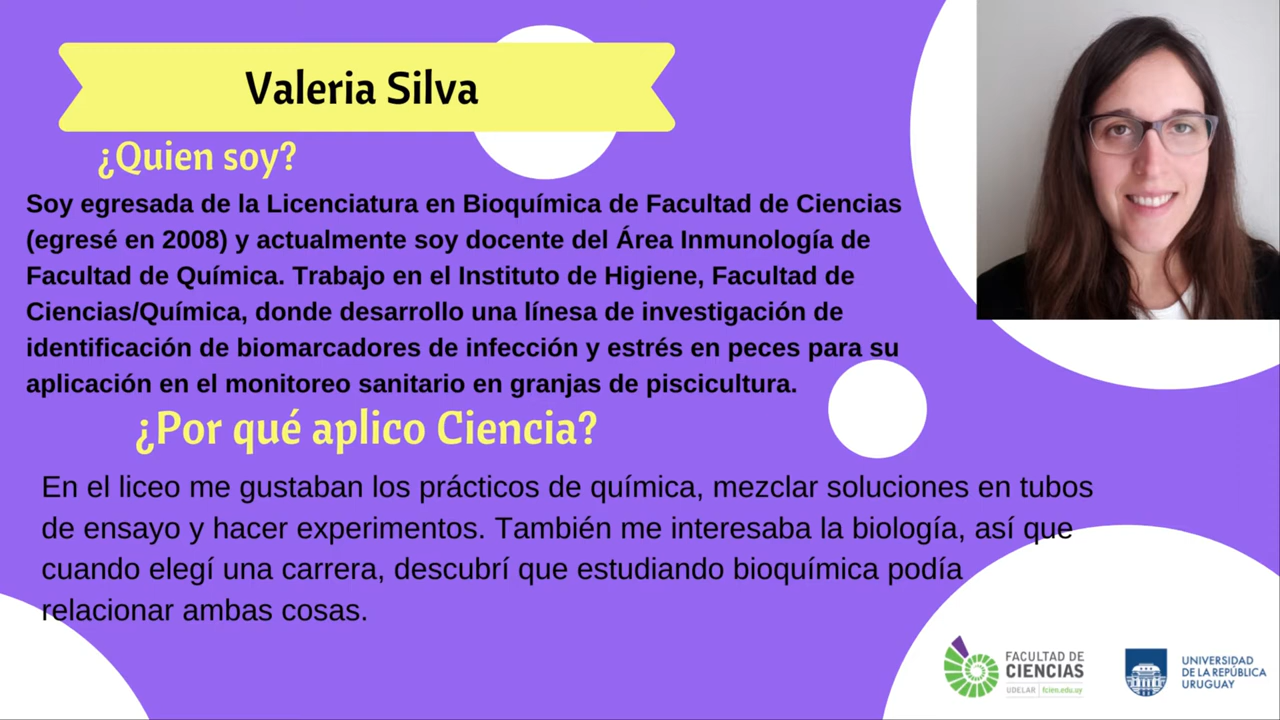 Valeria Silva
¿Quien soy?
Soy egresada de la Licenciatura en Bioquímica de Facultad de Ciencias
(egresé en 2008) y actualmente soy docente del Área Inmunología de
Facultad de Química. Trabajo en el Instituto de Higiene, Facultad de
Ciencias/Química, donde desarrollo una línesa de investigación de
identificación de biomarcadores de infección y estrés en peces para su
aplicación en el monitoreo sanitario en granjas de piscicultura.
¿Por qué aplico Ciencia?
En el liceo me gustaban los prácticos de química, mezclar soluciones en tubos
de ensayo y hacer experimentos. También me interesaba la biología, así que
cuando elegí una carrera, descubrí que estudiando bioquímica podía
relacionar ambas cosas.
FACULTAD DE
CIENCIAS
UDELAR | fcien.edu.uy
UNIVERSIDAD
DE LA REPÚBLICA
URUGUAY